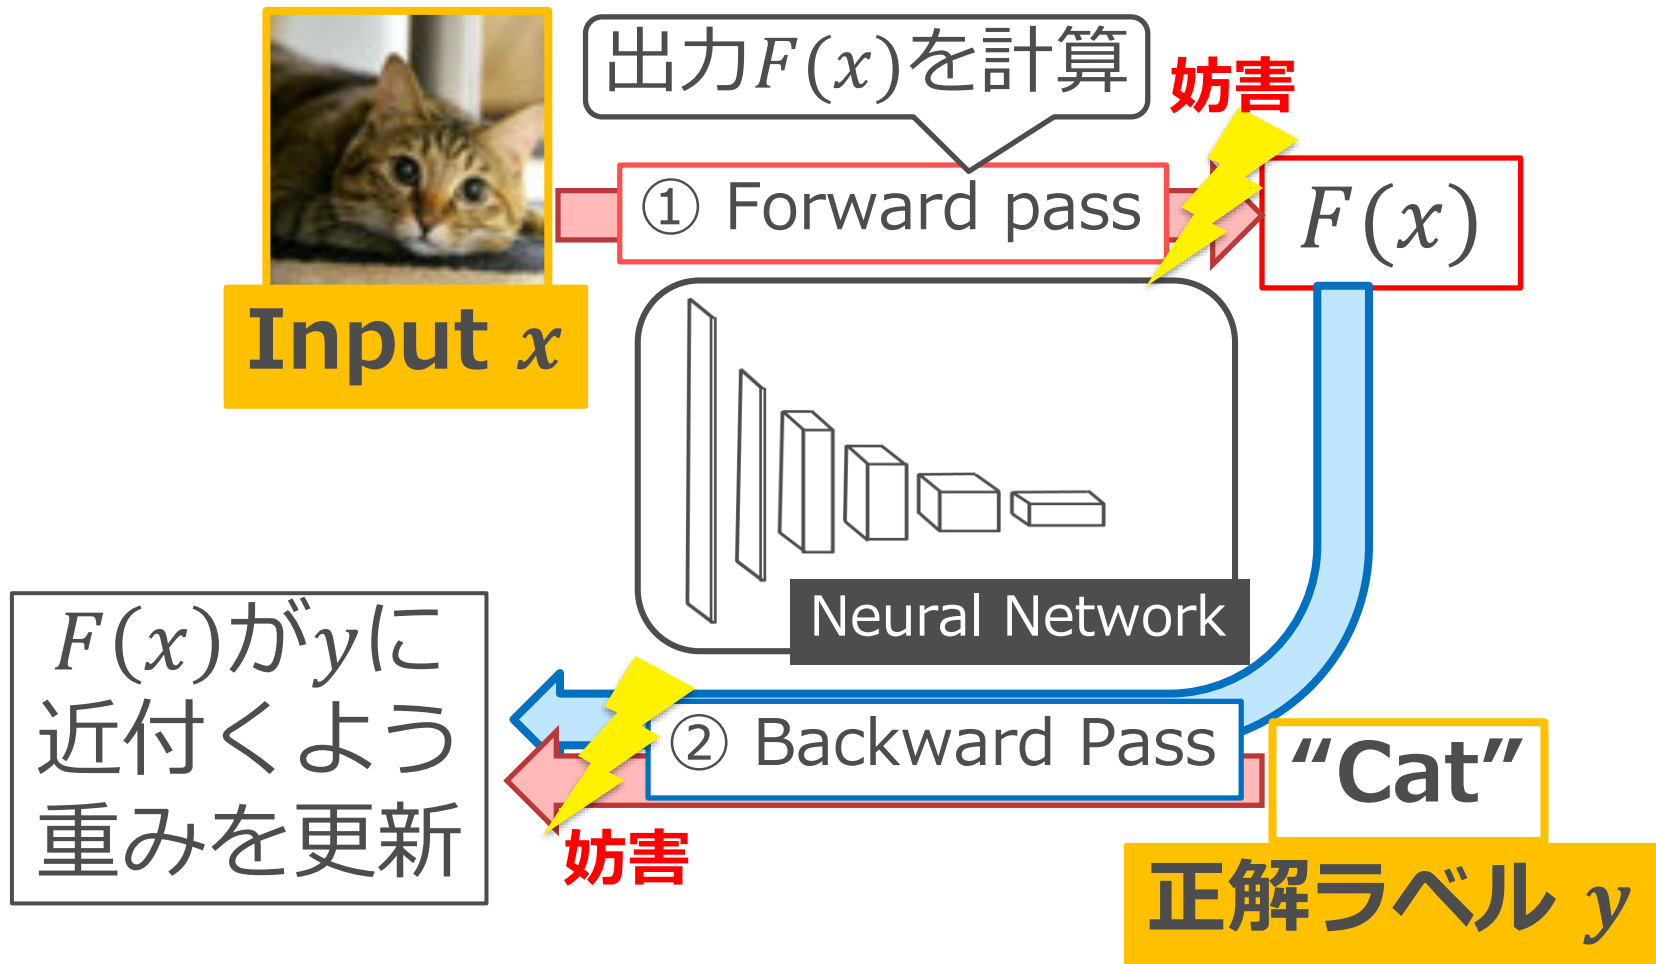 出力F(x)を計算
妨害
① Forward pass
F(x)
Input x
Neural Network
F(x)がyに
近付くよう
重みを更新
② Backward Pass
“Cat”
妨害
正解ラベル y